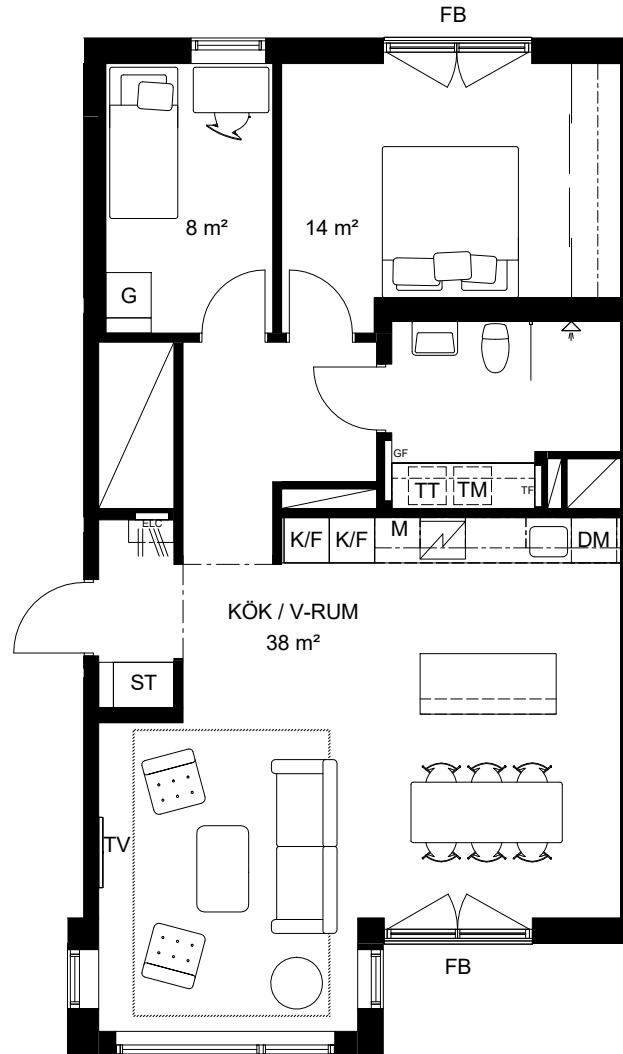 FB
8 m²
14 m²
G
GF
TT
TM
TF
ELC
K/F
K/F
M
DM
KÖK / V-RUM
38 m²
ST
TV
FB